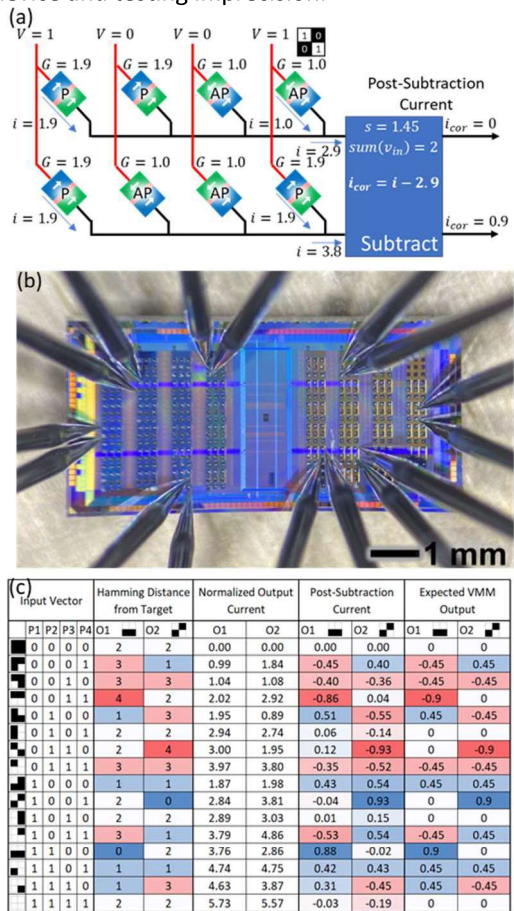 and testing imprecision.
(a)
V = 1 V = 0 V = 0 V = 1 1 0
0 1
G = 1.9 G = 1.9 G = 1.0 G = 1.0
P P AP AP
Post-Subtraction
Current
i = 1.9 i = 1.0 s = 1.45 i_cor = 0
i = 2.9 sum(v_in) = 2
G = 1.9 G = 1.0 G = 1.0 G = 1.9
P AP AP P
i_cor = i − 2.9
i = 1.9 i = 1.9 i_cor = 0.9
i = 3.8 Subtract
(b)
1 mm
(c)
Input Vector Hamming Distance from Target Normalized Output Current Post-Subtraction Current Expected VMM Output
P1 P2 P3 P4 O1 O2 O1 O2 O1 O2 O1 O2
0 0 0 0 2 2 0.00 0.00 0.00 0.00 0 0
0 0 0 1 3 1 0.99 1.84 -0.45 0.40 -0.45 0.45
0 0 1 0 3 3 1.04 1.08 -0.40 -0.36 -0.45 -0.45
0 0 1 1 4 2 2.02 2.92 -0.86 0.04 -0.9 0
0 1 0 0 1 3 1.95 0.89 0.51 -0.55 0.45 -0.45
0 1 0 1 2 2 2.94 2.74 0.06 -0.14 0 0
0 1 1 0 2 4 3.00 1.95 0.12 -0.93 0 -0.9
0 1 1 1 3 3 3.97 3.80 -0.35 -0.52 -0.45 -0.45
1 0 0 0 1 1 1.87 1.98 0.43 0.54 0.45 0.45
1 0 0 1 2 0 2.84 3.81 -0.04 0.93 0 0.9
1 0 1 0 2 2 2.89 3.03 0.01 0.15 0 0
1 0 1 1 3 1 3.79 4.86 -0.53 0.54 -0.45 0.45
1 1 0 0 0 2 3.76 2.86 0.88 -0.02 0.9 0
1 1 0 1 1 1 4.74 4.75 0.42 0.43 0.45 0.45
1 1 1 0 1 3 4.63 3.87 0.31 -0.45 0.45 -0.45
1 1 1 1 2 2 5.73 5.57 -0.03 -0.19 0 0